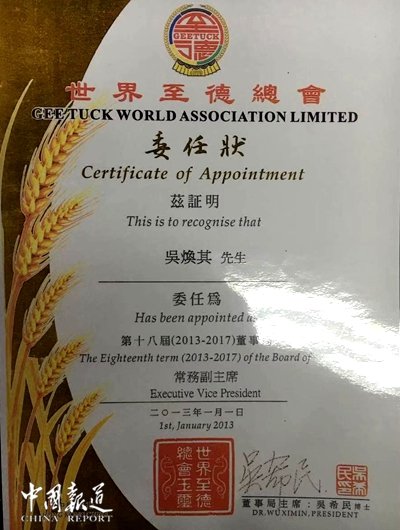 GEETUCK
世界至德總會
GEE TUCK WORLD ASSOCIATION LIMITED
委任狀
Certificate of Appointment
茲証明
This is to recognise that
吳煥其 先生
委任爲
Has been appointed as
第十八屆(2013-2017)董事
The Eighteenth term (2013-2017) of the Board of
常務副主席
Executive Vice President
二〇一三年一月一日
1st, January 2013
世界至德
總會玉璽
吳希民
董事局主席：吳希民博士
DR.WUXIMIN.PRESIDENT
中國報道
CHINA REPORT